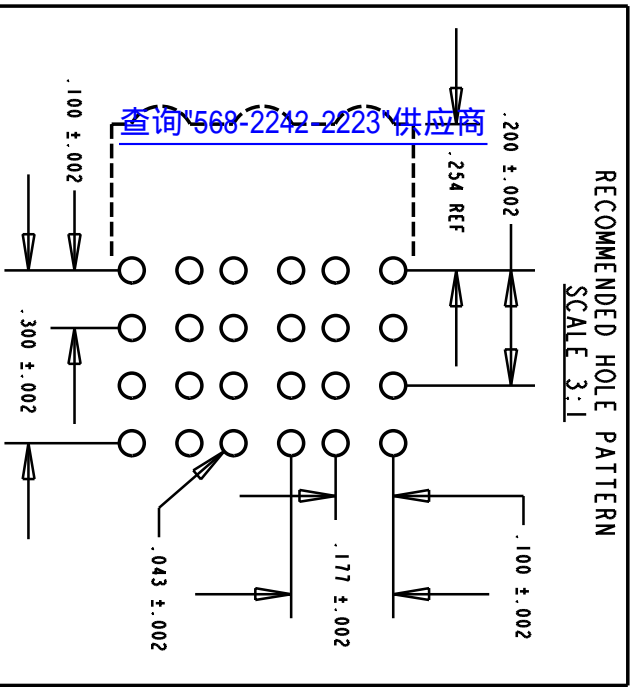 RECOMMENDED HOLE PATTERN
SCALE 3:1
查询"568-2242-2223"供应商
.200 ±.002
.254 REF
.100 ±.002
.300 ±.002
.100 ±.002
.177 ±.002
.043 ±.002